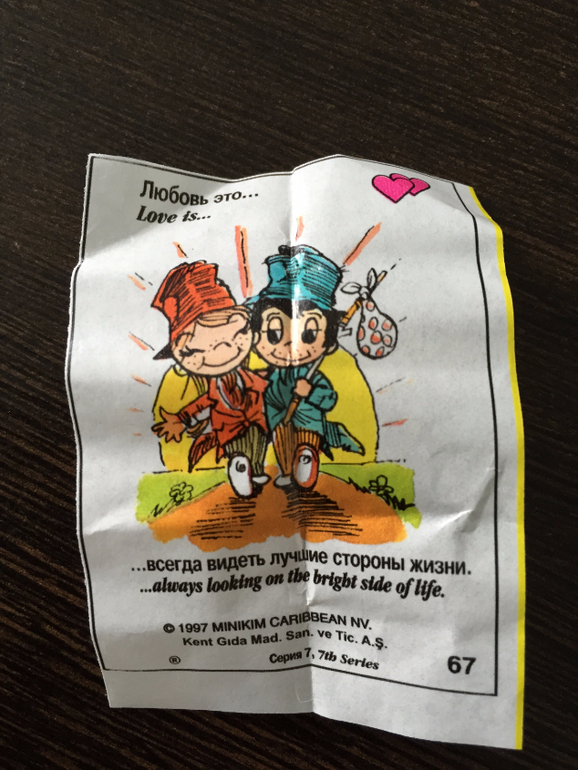 Любовь это...
Love is...
...всегда видеть лучшие стороны жизни.
...always looking on the bright side of life.
© 1997 MINIKIM CARIBBEAN NV.
Kent Gıda Mad. San. ve Tic. A.Ş.
® Серия 7, 7th Series 67